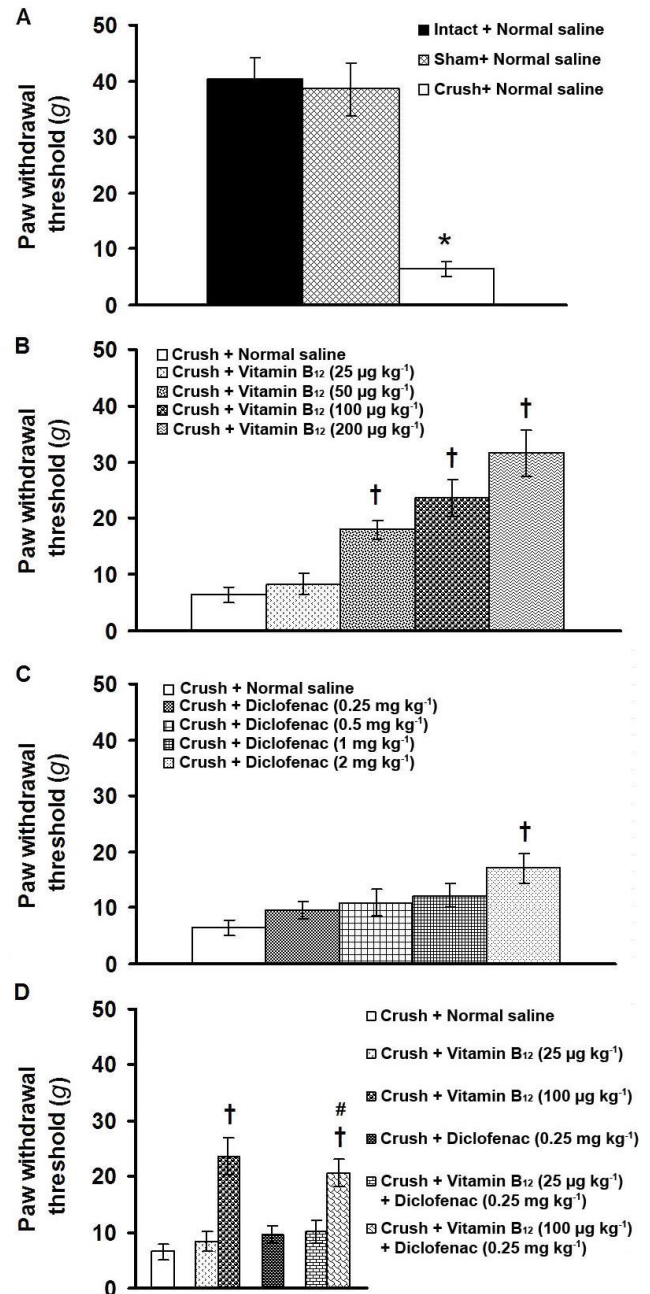 A
50
40
30
20
10
0
Paw withdrawal
threshold (g)
Intact + Normal saline
Sham+ Normal saline
Crush+ Normal saline
*
B
50
40
30
20
10
0
Paw withdrawal
threshold (g)
Crush + Normal saline
Crush + Vitamin B₁₂ (25 µg kg⁻¹)
Crush + Vitamin B₁₂ (50 µg kg⁻¹)
Crush + Vitamin B₁₂ (100 µg kg⁻¹)
Crush + Vitamin B₁₂ (200 µg kg⁻¹)
†
†
†
C
50
40
30
20
10
0
Paw withdrawal
threshold (g)
Crush + Normal saline
Crush + Diclofenac (0.25 mg kg⁻¹)
Crush + Diclofenac (0.5 mg kg⁻¹)
Crush + Diclofenac (1 mg kg⁻¹)
Crush + Diclofenac (2 mg kg⁻¹)
†
D
50
40
30
20
10
0
Paw withdrawal
threshold (g)
†
#
†
Crush + Normal saline
Crush + Vitamin B₁₂ (25 µg kg⁻¹)
Crush + Vitamin B₁₂ (100 µg kg⁻¹)
Crush + Diclofenac (0.25 mg kg⁻¹)
Crush + Vitamin B₁₂ (25 µg kg⁻¹)
+ Diclofenac (0.25 mg kg⁻¹)
Crush + Vitamin B₁₂ (100 µg kg⁻¹)
+ Diclofenac (0.25 mg kg⁻¹)